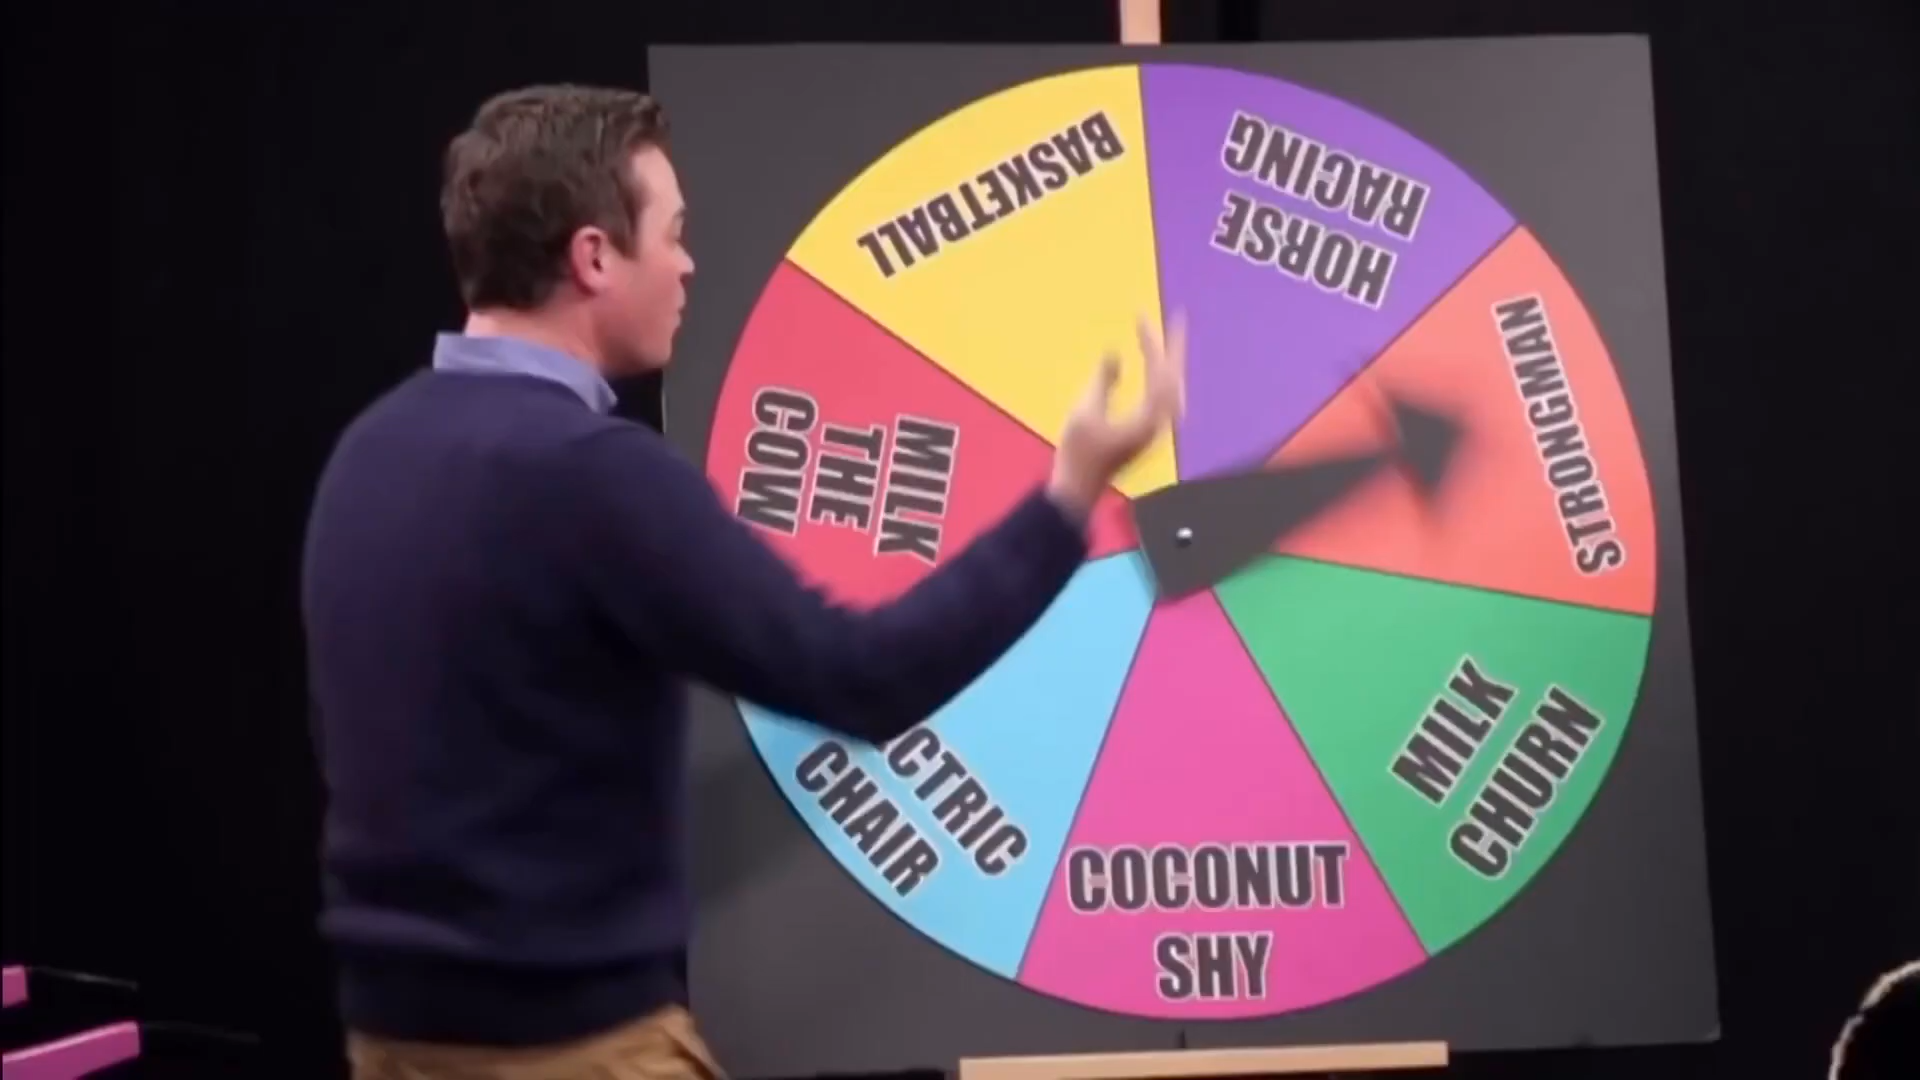 BASKETBALL
HORSE
RACING
STRONGMAN
MILK
THE
COW
MILK
CHURN
CTRIC
CHAIR
COCONUT
SHY